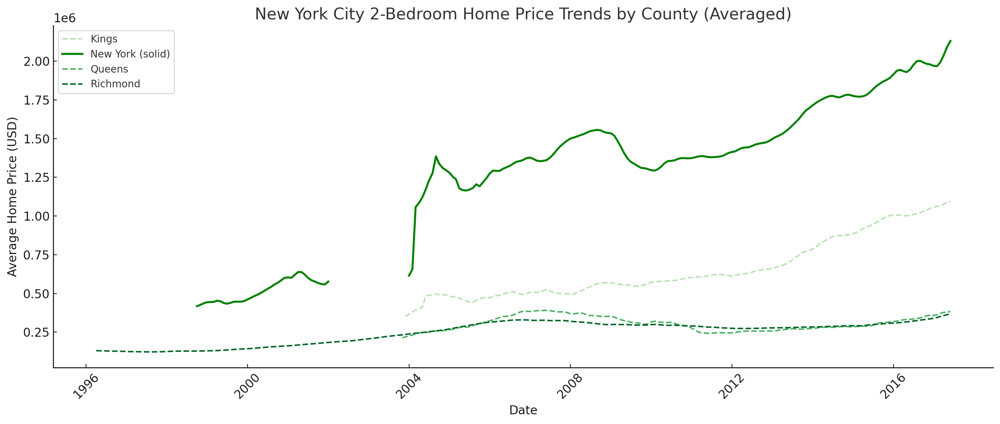 New York City 2-Bedroom Home Price Trends by County (Averaged)
1e6
Kings
New York (solid)
Queens
Richmond
2.00
1.75
1.50
1.25
1.00
0.75
0.50
0.25
Average Home Price (USD)
1996
2000
2004
2008
2012
2016
Date